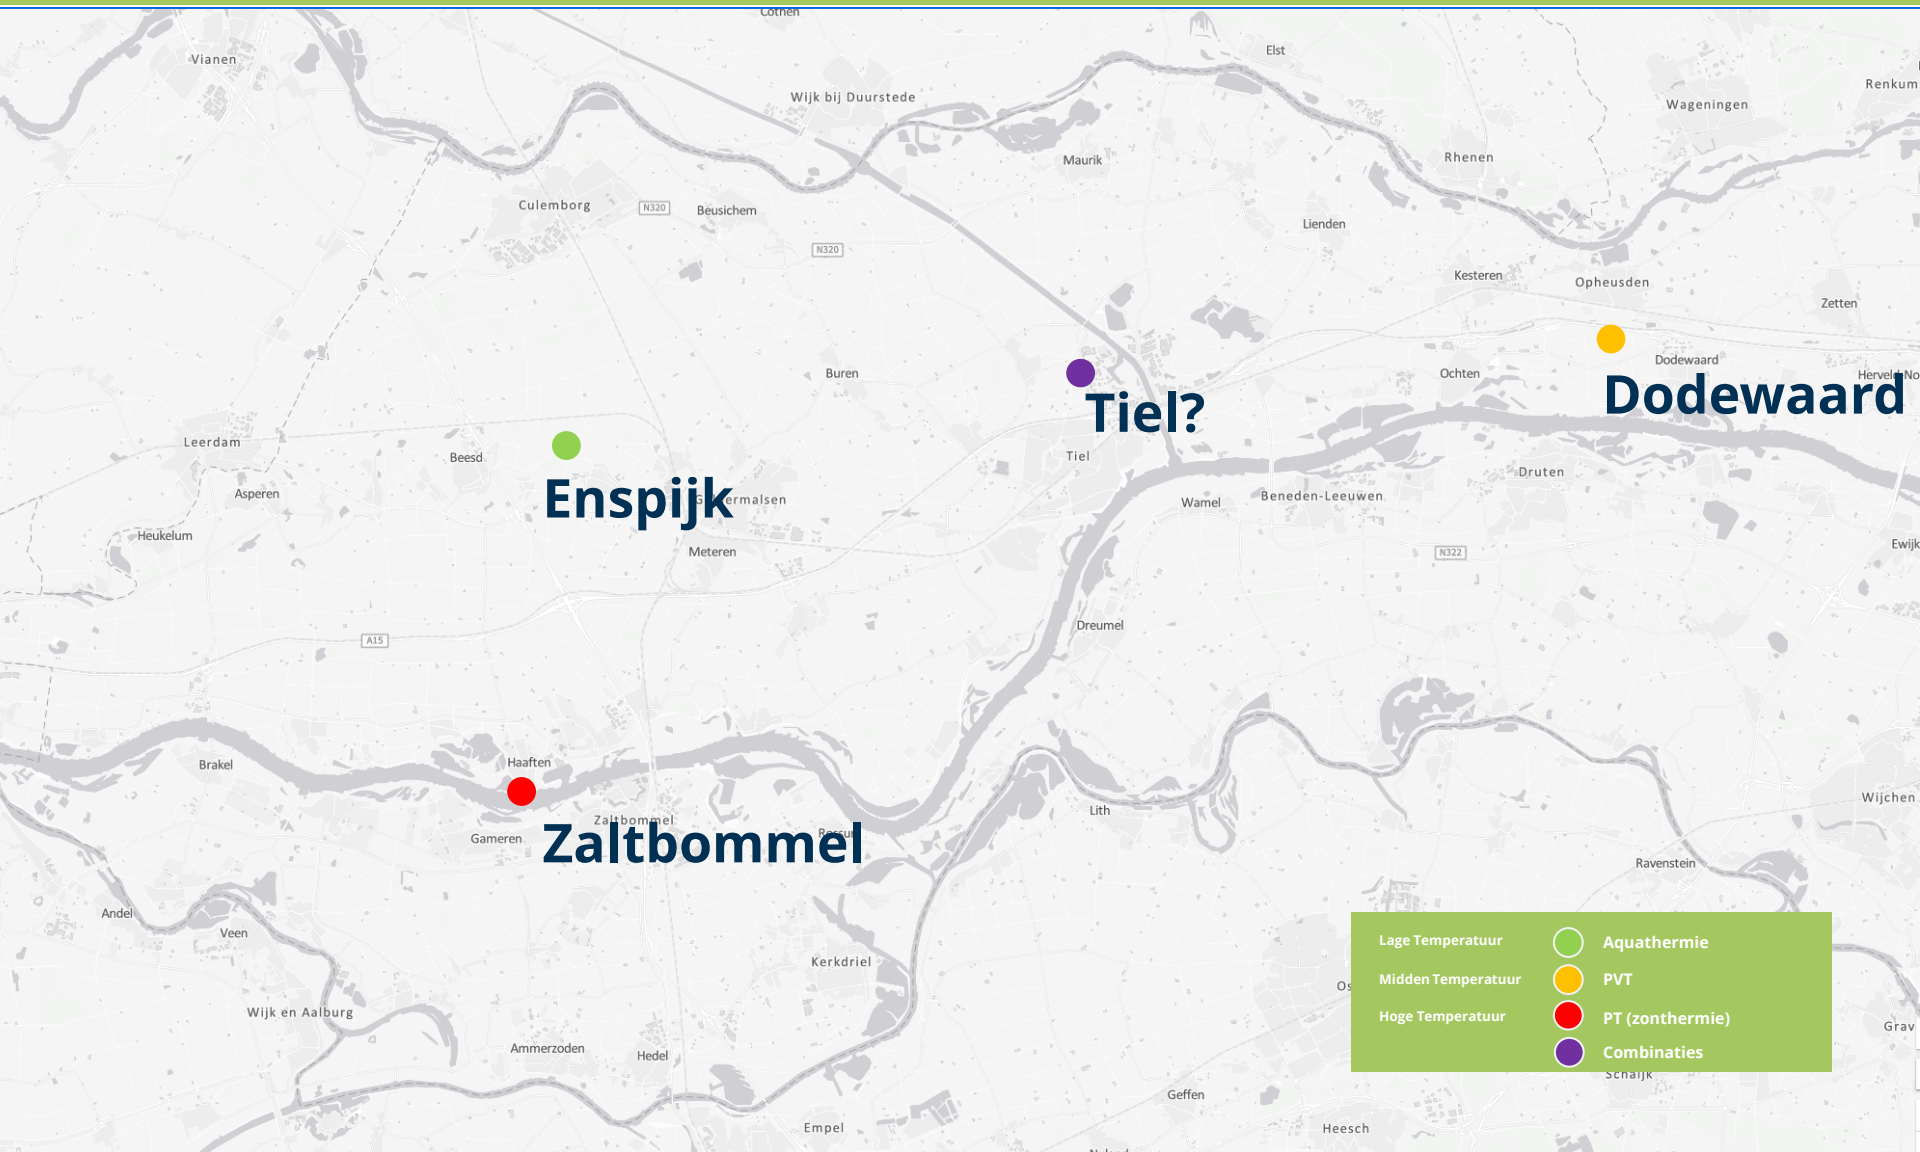 Cothen
Vianen
Elst
Renkum
Wijk bij Duurstede
Wageningen
Maurik
Rhenen
Culemborg
N320
Beusichem
Lienden
N320
Kesteren
Opheusden
Zetten
Buren
Ochten
Dodewaard
Dodewaard
Tiel?
Leerdam
Beesd
Tiel
Druten
Asperen
Enspijk
Wamel
Beneden-Leeuwen
Heukelum
Meteren
N322
Ewijk
Dreumel
A15
Brakel
Haaften
Zaltbommel
Gameren
Zaltbommel
Lith
Wijchen
Ravenstein
Andel
Veen
Kerkdriel
Wijk en Aalburg
Ammerzoden
Hedel
Lage Temperatuur
Aquathermie
Midden Temperatuur
PVT
Hoge Temperatuur
PT (zonthermie)
Combinaties
Schaijk
Geffen
Empel
Heesch